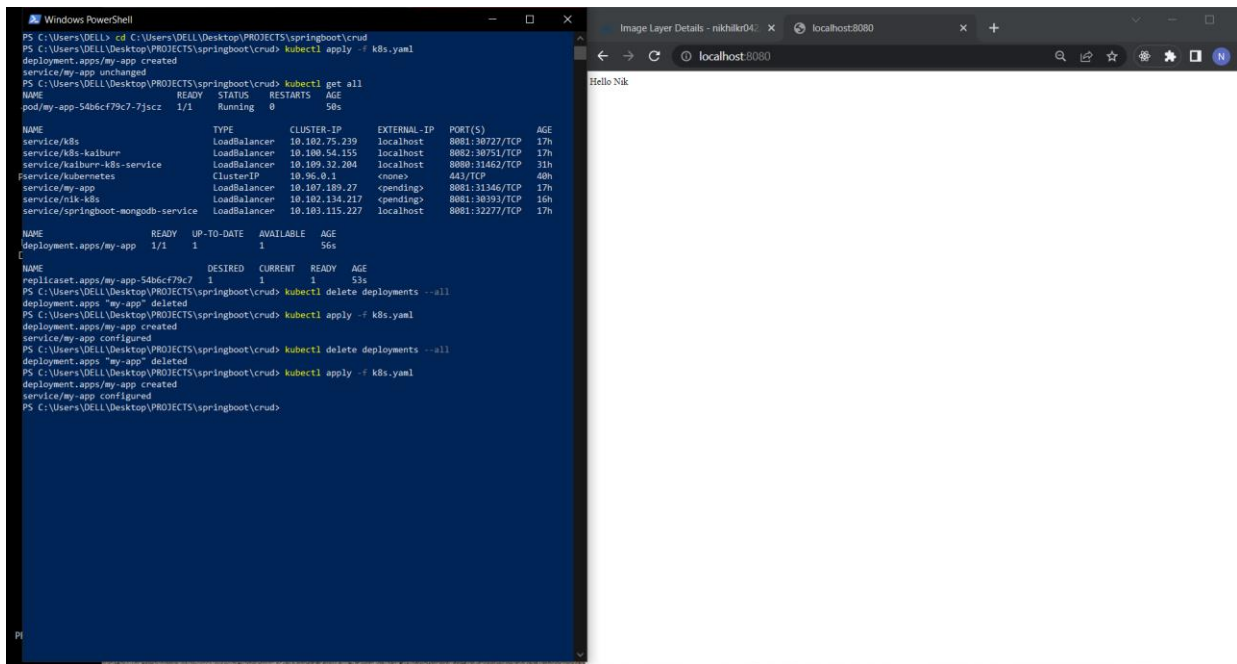 Windows PowerShell
PS C:\Users\DELL> cd C:\Users\DELL\Desktop\PROJECTS\springboot\crud
PS C:\Users\DELL\Desktop\PROJECTS\springboot\crud> kubectl apply -f k8s.yaml
deployment.apps/my-app created
service/my-app unchanged
PS C:\Users\DELL\Desktop\PROJECTS\springboot\crud> kubectl get all
NAME READY STATUS RESTARTS AGE
pod/my-app-54b6cf79c7-7jscz 1/1 Running 0 50s
NAME TYPE CLUSTER-IP EXTERNAL-IP PORT(S) AGE
service/k8s LoadBalancer 10.102.75.239 localhost 8081:30727/TCP 17h
service/k8s-kaiburr LoadBalancer 10.100.54.155 localhost 8082:30751/TCP 17h
service/kaiburr-k8s-service LoadBalancer 10.109.32.204 localhost 8080:31462/TCP 31h
service/kubernetes ClusterIP 10.96.0.1 <none> 443/TCP 40h
service/my-app LoadBalancer 10.107.189.27 <pending> 8081:31346/TCP 17h
service/nik-k8s LoadBalancer 10.102.134.217 <pending> 8081:30393/TCP 16h
service/springboot-mongodb-service LoadBalancer 10.103.115.227 localhost 8081:32277/TCP 17h
NAME READY UP-TO-DATE AVAILABLE AGE
deployment.apps/my-app 1/1 1 1 56s
NAME DESIRED CURRENT READY AGE
replicaset.apps/my-app-54b6cf79c7 1 1 1 53s
PS C:\Users\DELL\Desktop\PROJECTS\springboot\crud> kubectl delete deployments --all
deployment.apps "my-app" deleted
PS C:\Users\DELL\Desktop\PROJECTS\springboot\crud> kubectl apply -f k8s.yaml
deployment.apps/my-app created
service/my-app configured
PS C:\Users\DELL\Desktop\PROJECTS\springboot\crud> kubectl delete deployments --all
deployment.apps "my-app" deleted
PS C:\Users\DELL\Desktop\PROJECTS\springboot\crud> kubectl apply -f k8s.yaml
deployment.apps/my-app created
service/my-app configured
PS C:\Users\DELL\Desktop\PROJECTS\springboot\crud>
Image Layer Details - nikhilkr042
localhost:8080
localhost:8080
N
Hello Nik